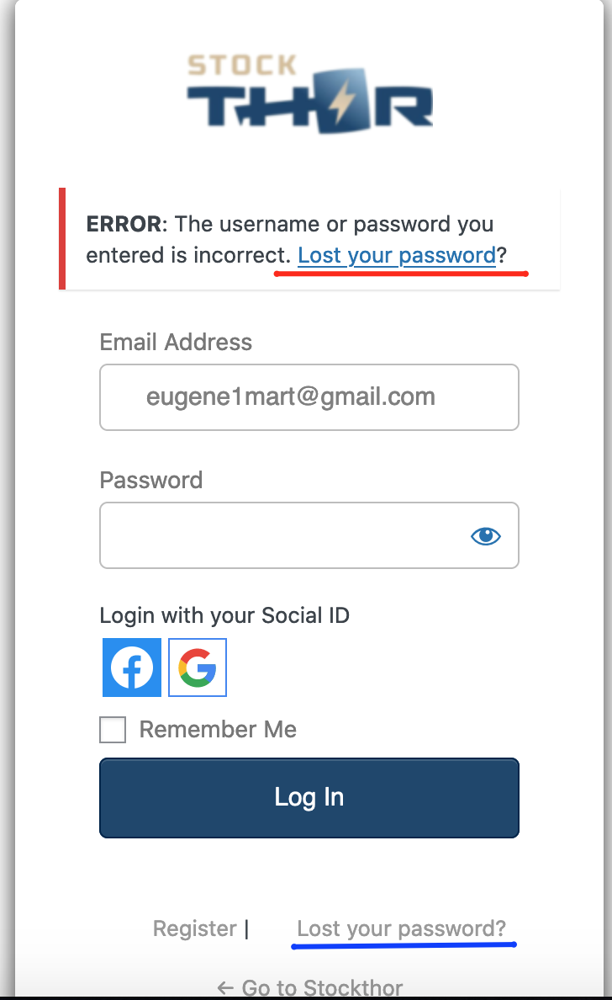 STOCK
THOR
ERROR: The username or password you
entered is incorrect. Lost your password?
Email Address
eugene1mart@gmail.com
Password
Login with your Social ID
Remember Me
Log In
Register | Lost your password?
← Go to Stockthor